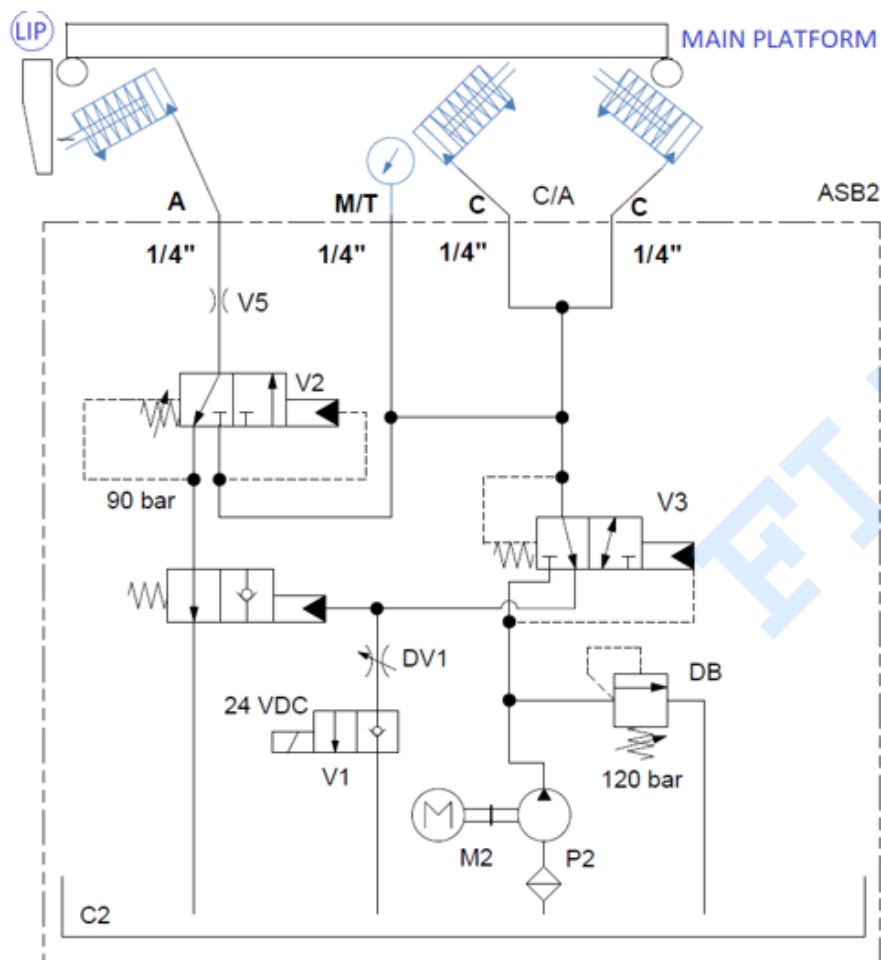 LIP
MAIN PLATFORM
A
M/T
C
C/A
C
ASB2
1/4"
1/4"
1/4"
1/4"
V5
V2
90 bar
V3
DV1
DB
24 VDC
V1
120 bar
M
M2
P2
C2